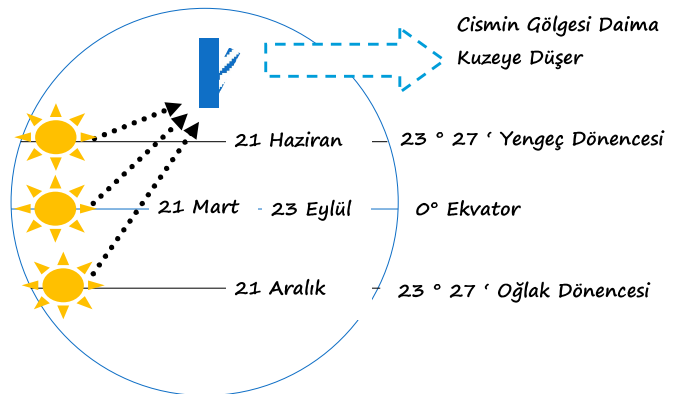 Cismin Gölgesi Daima
Kuzeye Düşer
21 Haziran
23 ° 27 ‘ Yengeç Dönencesi
21 Mart - 23 Eylül
0° Ekvator
21 Aralık
23 ° 27 ‘ Oğlak Dönencesi